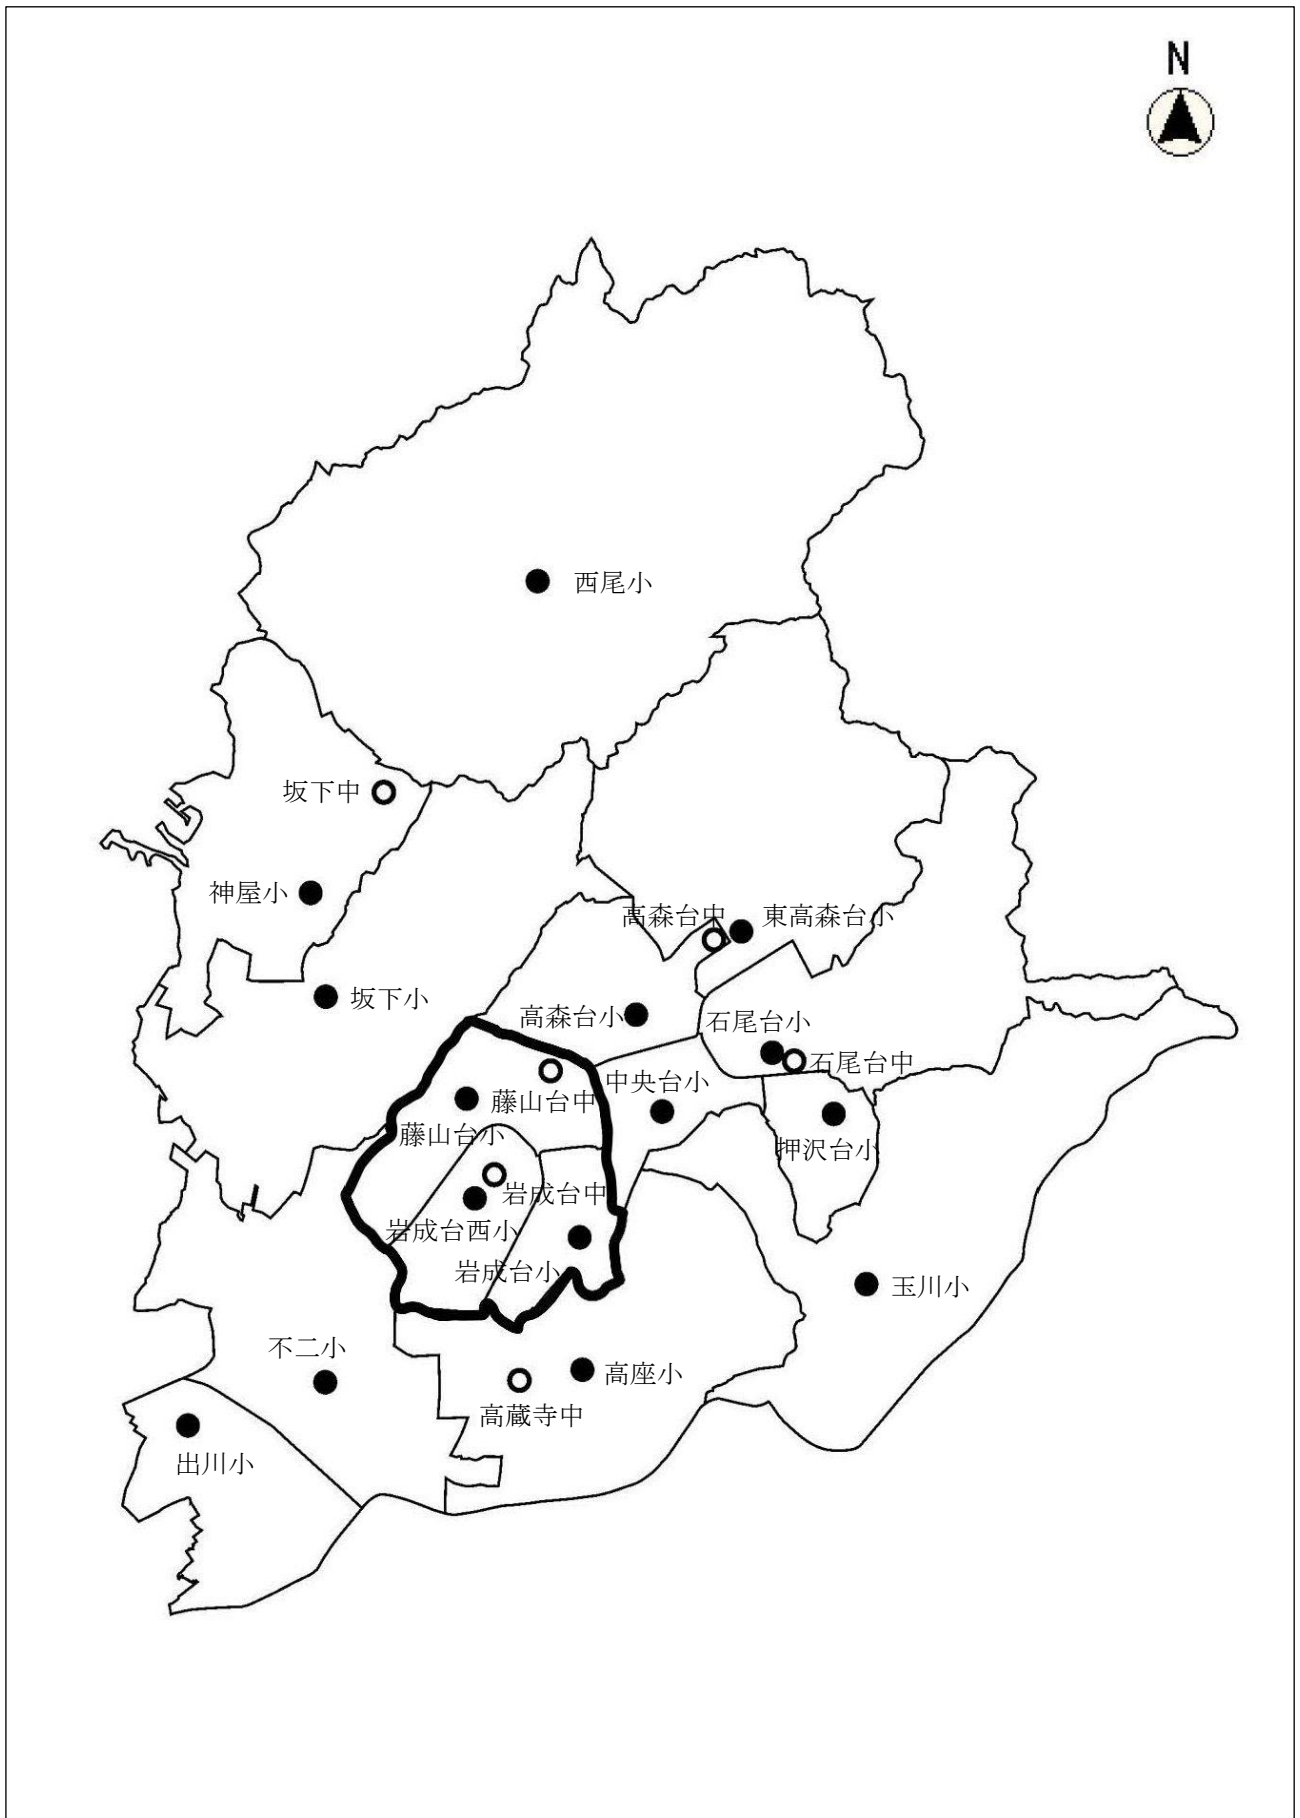 N
西尾小
坂下中
神屋小
高森台中
東高森台小
坂下小
高森台小
石尾台小
石尾台中
中央台小
藤山台中
藤山台小
押沢台小
岩成台中
岩成台西小
岩成台小
玉川小
不二小
高座小
高蔵寺中
出川小